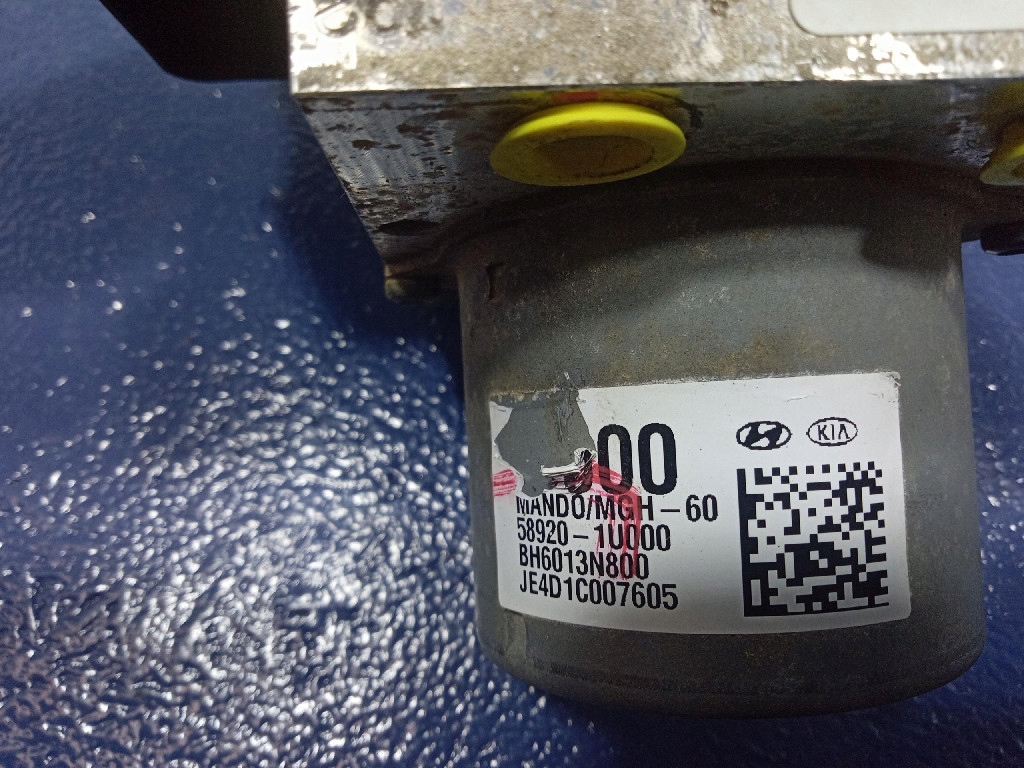 00
KIA
MANDO/MGH-60
58920-1U000
BH6013N800
JE4D1C007605